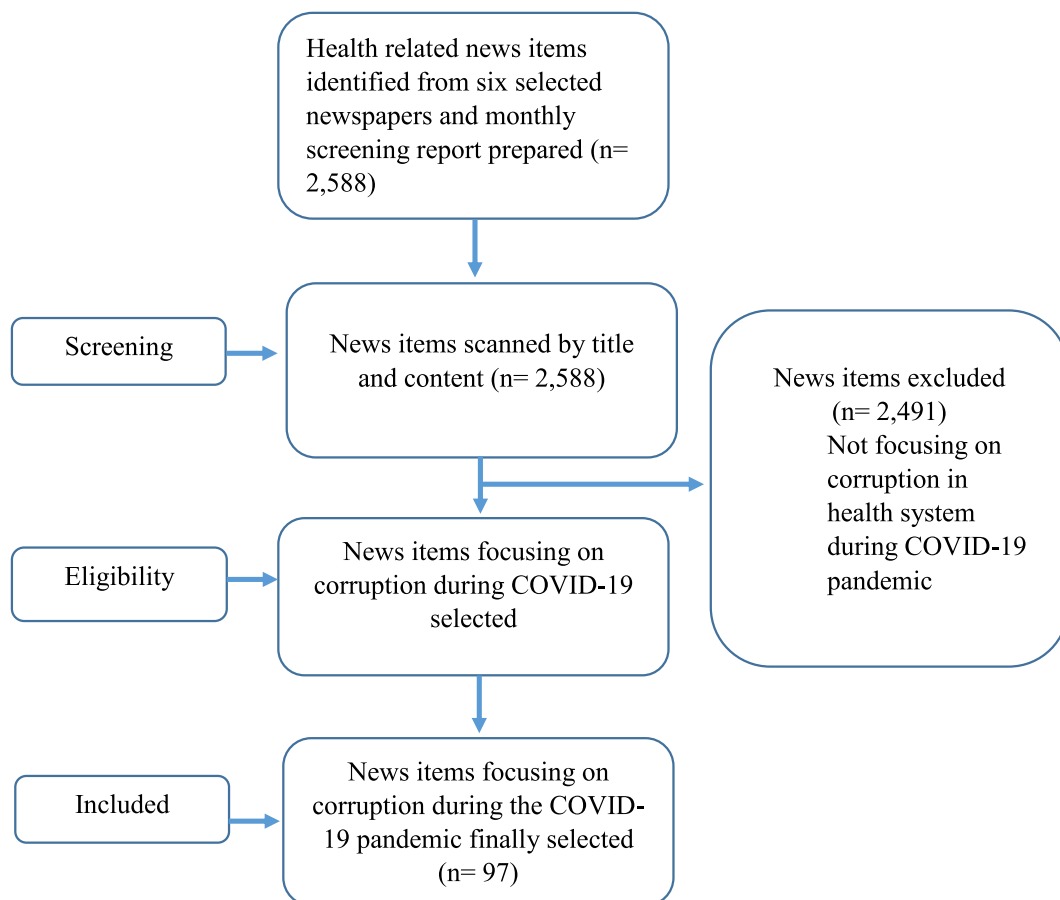 Health related news items
identified from six selected
newspapers and monthly
screening report prepared (n=
2,588)
Screening
News items scanned by title
and content (n= 2,588)
News items excluded
(n= 2,491)
Not focusing on
corruption in
health system
during COVID-19
pandemic
Eligibility
News items focusing on
corruption during COVID-19
selected
Included
News items focusing on
corruption during the COVID-
19 pandemic finally selected
(n= 97)